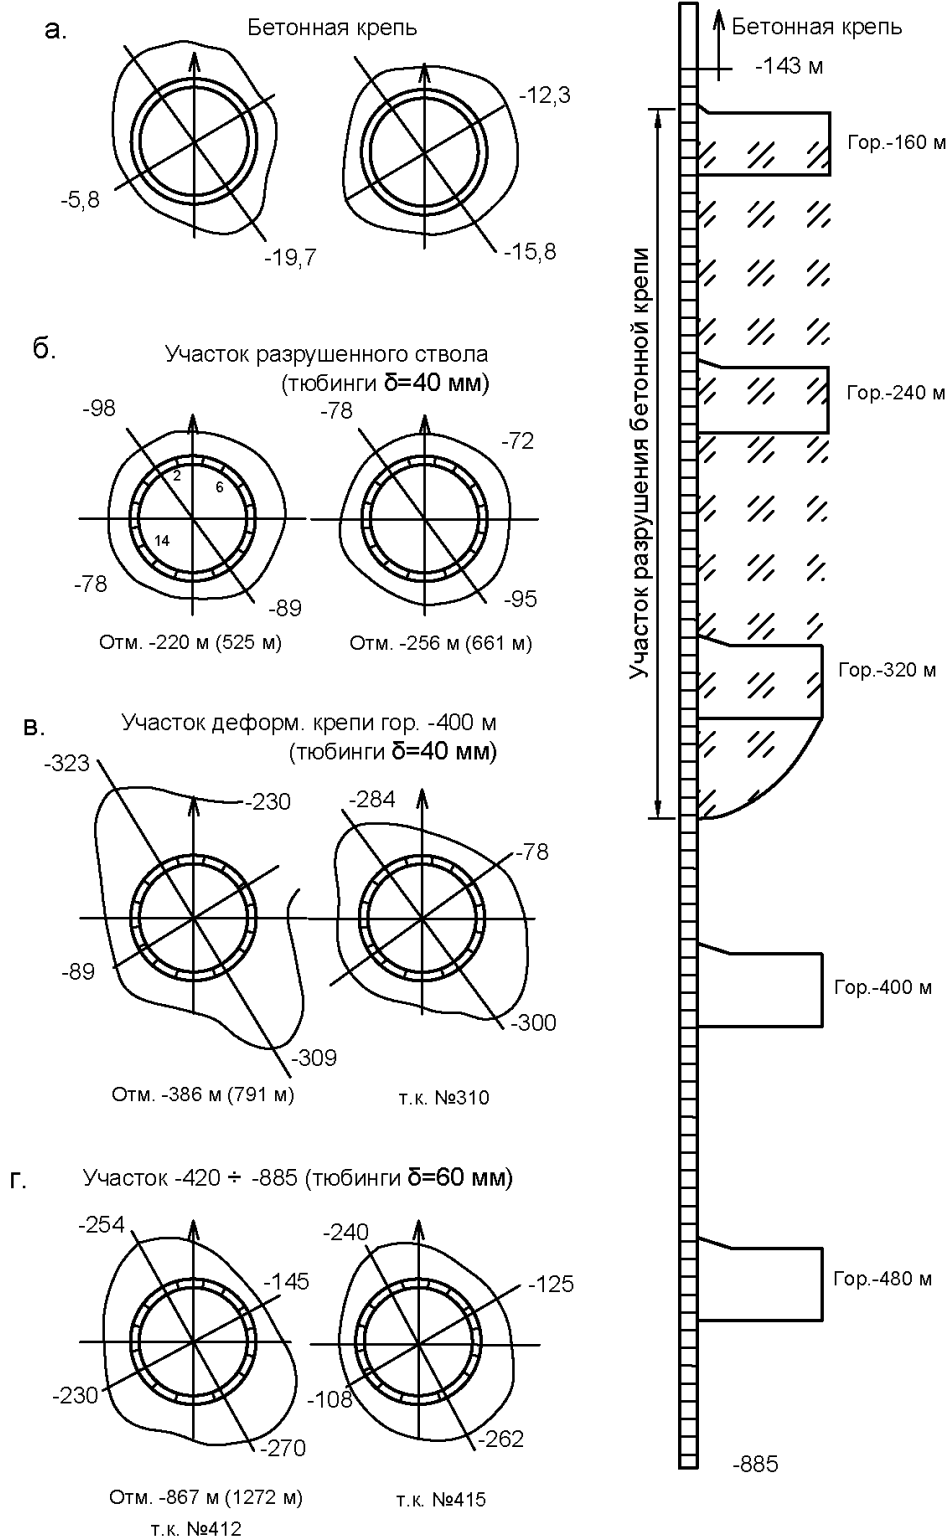 а.
Бетонная крепь
-12,3
-5,8
-19,7
-15,8
б.
Участок разрушенного ствола
(тюбинги δ=40 мм)
-98
-78
-72
2
6
14
-78
-89
-95
Отм. -220 м (525 м)
Отм. -256 м (661 м)
в.
Участок деформ. крепи гор. -400 м
(тюбинги δ=40 мм)
-323
-230
-284
-78
-89
-309
-300
Отм. -386 м (791 м)
т.к. №310
г.
Участок -420 ÷ -885 (тюбинги δ=60 мм)
-254
-240
-145
-125
-230
-108
-270
-262
Отм. -867 м (1272 м)
т.к. №412
т.к. №415
Бетонная крепь
-143 м
Гор.-160 м
Участок разрушения бетонной крепи
Гор.-240 м
Гор.-320 м
Гор.-400 м
Гор.-480 м
-885